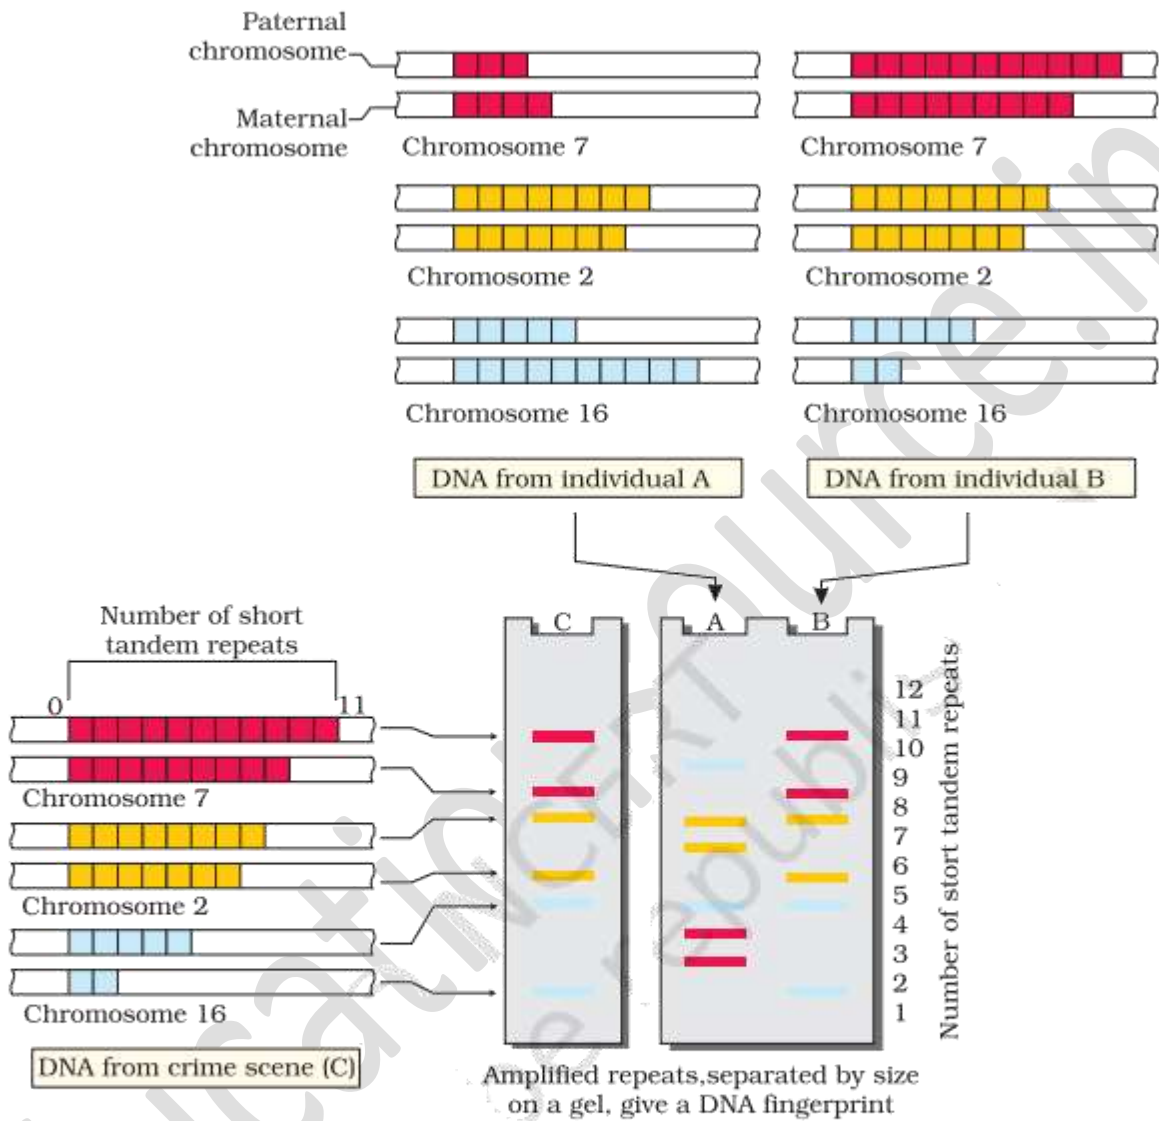 Paternal
chromosome
Maternal
chromosome
Chromosome 7
Chromosome 7
Chromosome 2
Chromosome 2
Chromosome 16
Chromosome 16
DNA from individual A
DNA from individual B
Number of short
tandem repeats
0
11
Chromosome 7
Chromosome 2
Chromosome 16
DNA from crime scene (C)
C
A
B
12
11
10
9
8
7
6
5
4
3
2
1
Number of stort tandem repeats
Amplified repeats,separated by size
on a gel, give a DNA fingerprint